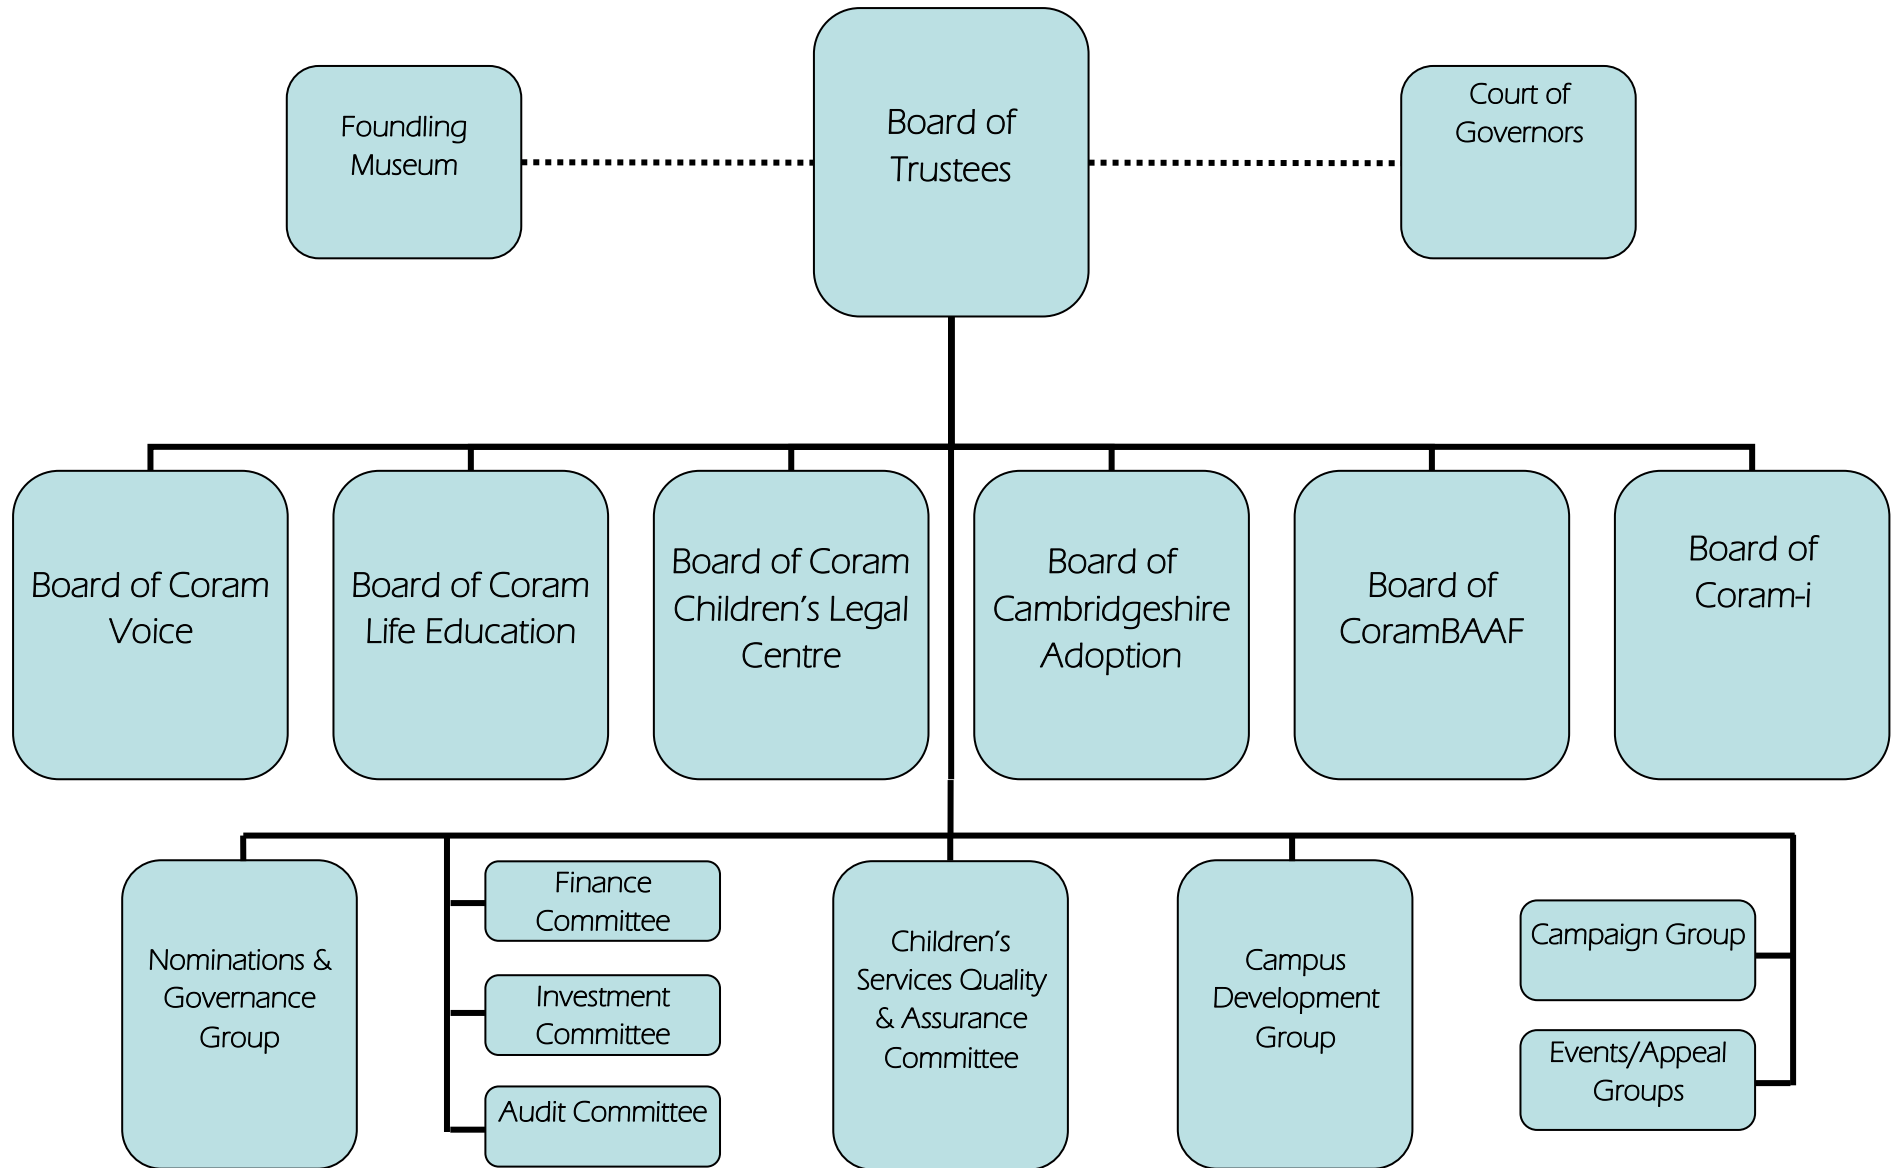 Foundling
Museum
Board of
Trustees
Court of
Governors
Board of Coram
Voice
Board of Coram
Life Education
Board of Coram
Children’s Legal
Centre
Board of
Cambridgeshire
Adoption
Board of
CoramBAAF
Board of
Coram-i
Nominations &
Governance
Group
Finance
Committee
Investment
Committee
Audit Committee
Children’s
Services Quality
& Assurance
Committee
Campus
Development
Group
Campaign Group
Events/Appeal
Groups